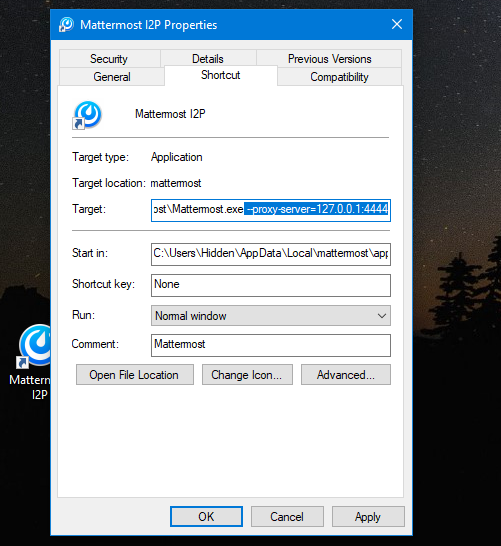 Mattermost I2P Properties
Security Details Previous Versions
General Shortcut Compatibility
Mattermost I2P
Target type: Application
Target location: mattermost
Target: ost\Mattermost.exe --proxy-server=127.0.0.1:4444
Start in: C:\Users\Hidden\AppData\Local\mattermost\app
Shortcut key: None
Run: Normal window
Comment: Mattermost
Open File Location Change Icon... Advanced...
I2P
OK Cancel Apply